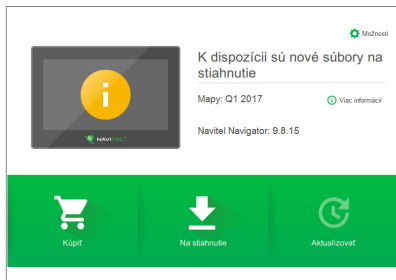 Možnosti
K dispozícii sú nové súbory na
stiahnutie
Mapy: Q1 2017
Viac informácií
Navitel Navigator: 9.8.15
NAVITEL
Kúpiť
Na stiahnutie
Aktualizovať